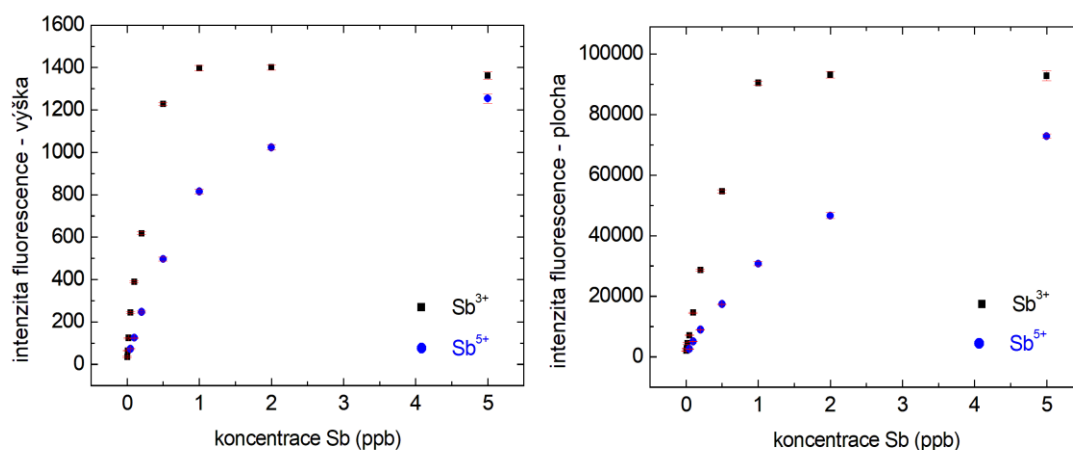 intenzita fluorescence - výška
1600
1400
1200
1000
800
600
400
200
0
0 1 2 3 4 5
koncentrace Sb (ppb)
Sb³⁺
Sb⁵⁺
intenzita fluorescence - plocha
100000
80000
60000
40000
20000
0
0 1 2 3 4 5
koncentrace Sb (ppb)
Sb³⁺
Sb⁵⁺